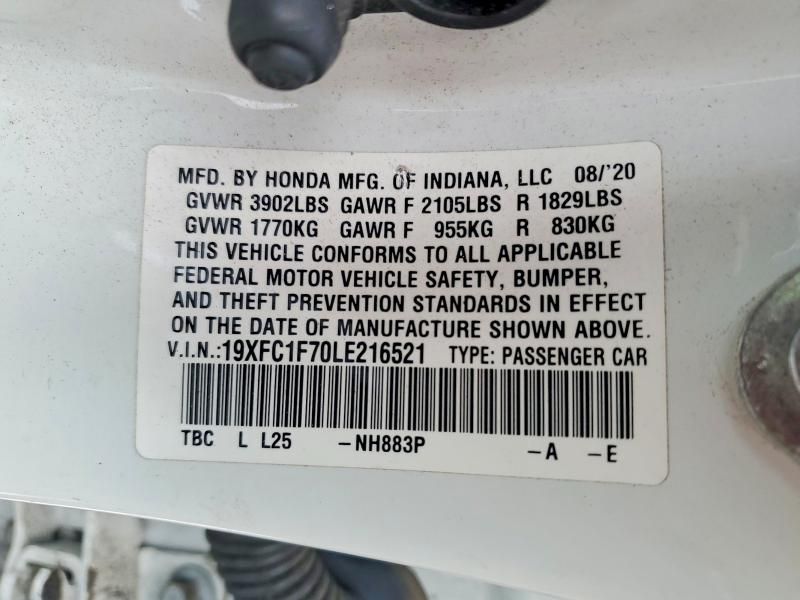 MFD. BY HONDA MFG. OF INDIANA, LLC 08/'20
GVWR 3902LBS GAWR F 2105LBS R 1829LBS
GVWR 1770KG GAWR F 955KG R 830KG
THIS VEHICLE CONFORMS TO ALL APPLICABLE
FEDERAL MOTOR VEHICLE SAFETY, BUMPER,
AND THEFT PREVENTION STANDARDS IN EFFECT
ON THE DATE OF MANUFACTURE SHOWN ABOVE.
V.I.N.:19XFC1F70LE216521 TYPE: PASSENGER CAR
TBC L L25 -NH883P -A -E